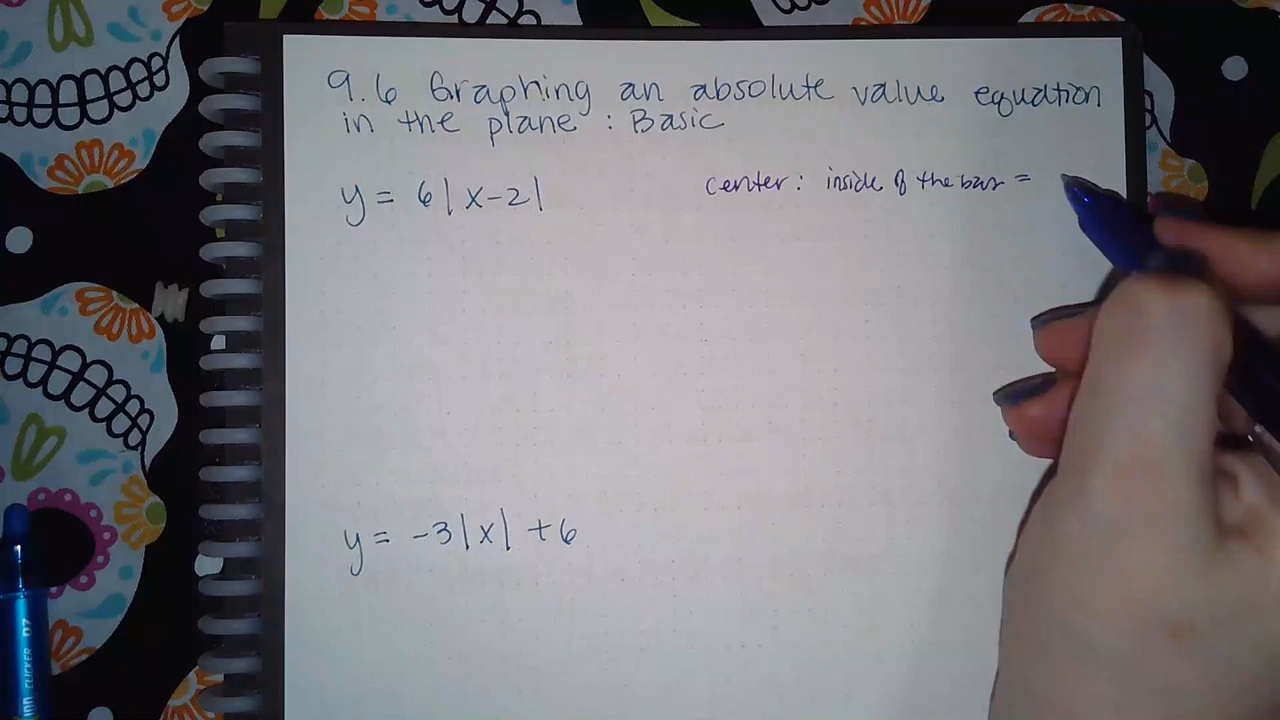 9.6 Graphing an absolute value equation
in the plane : Basic
y = 6|x-2|
center: inside of the bars =
y = -3|x| +6